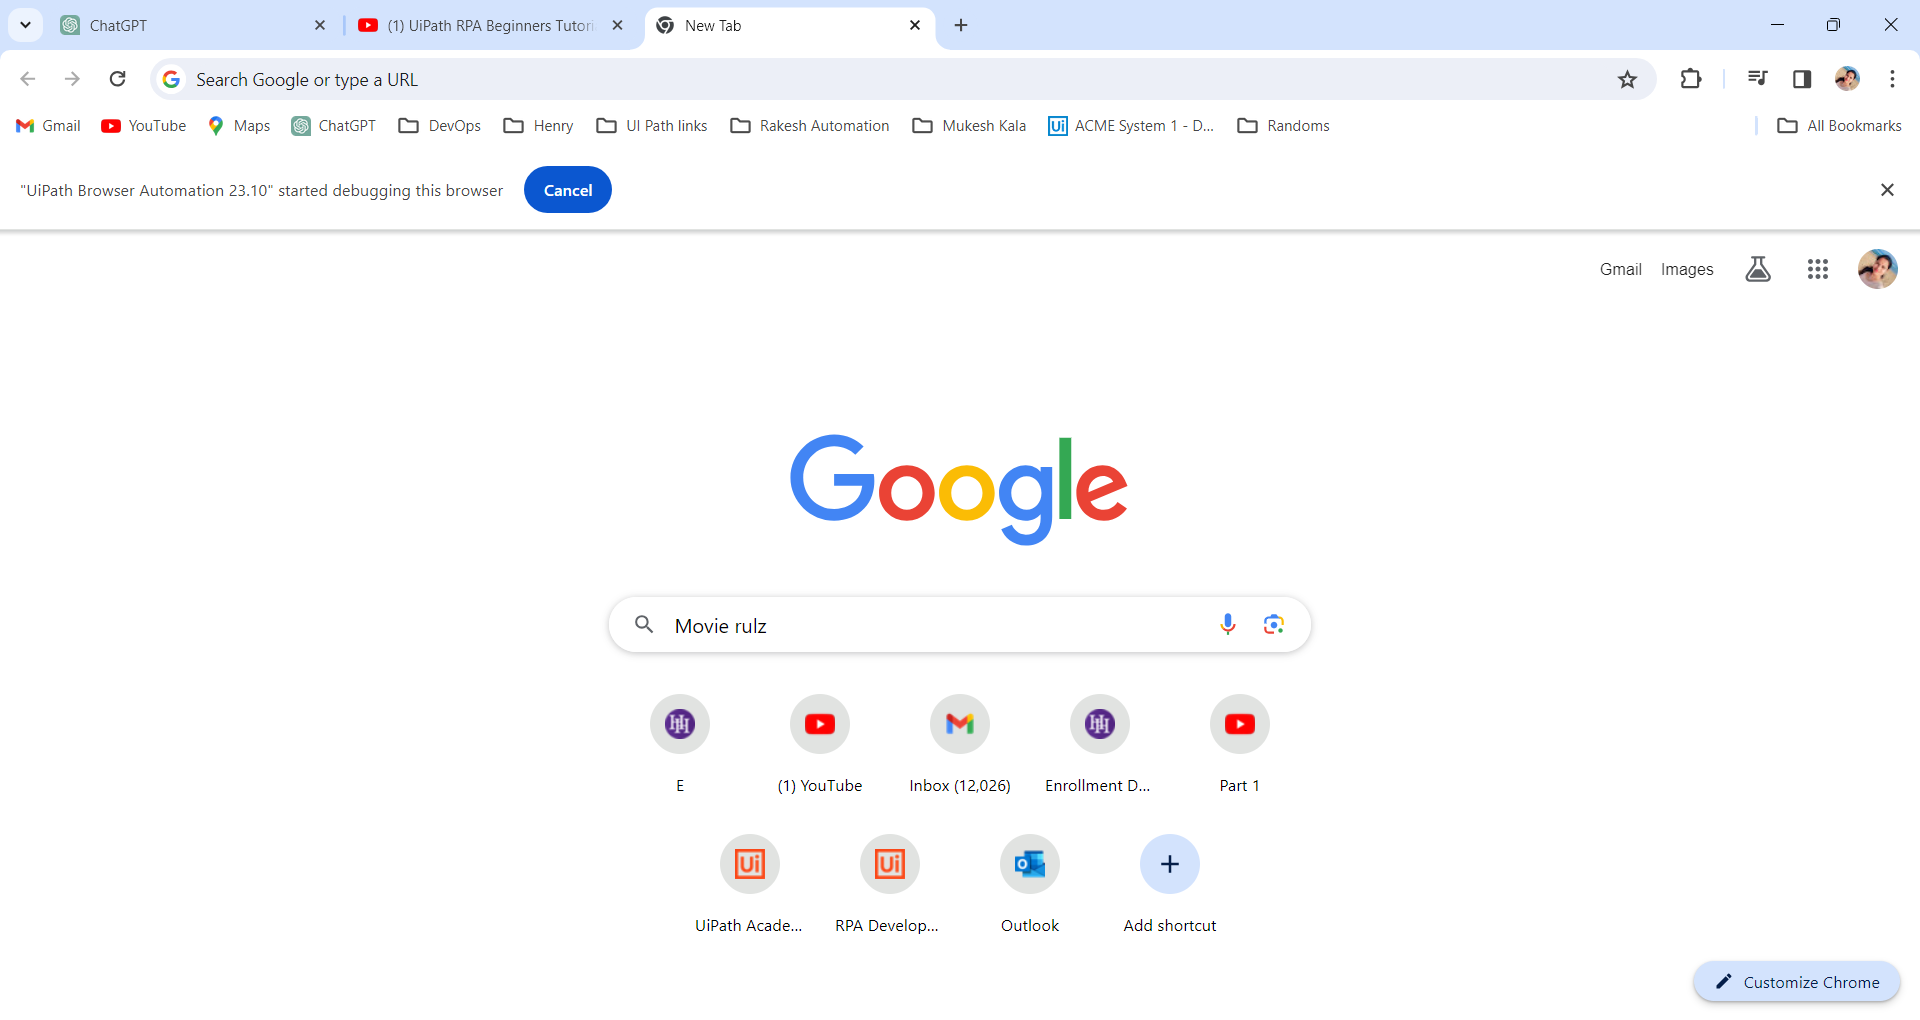 ChatGPT
(1) UiPath RPA Beginners Tutori
New Tab
Search Google or type a URL
Gmail
YouTube
Maps
ChatGPT
DevOps
Henry
UI Path links
Rakesh Automation
Mukesh Kala
Ui
ACME System 1 - D...
Randoms
All Bookmarks
"UiPath Browser Automation 23.10" started debugging this browser
Cancel
Gmail
Images
Google
Movie rulz
E
(1) YouTube
Inbox (12,026)
Enrollment D...
Part 1
Ui
Ui
UiPath Acade...
RPA Develop...
Outlook
Add shortcut
Customize Chrome